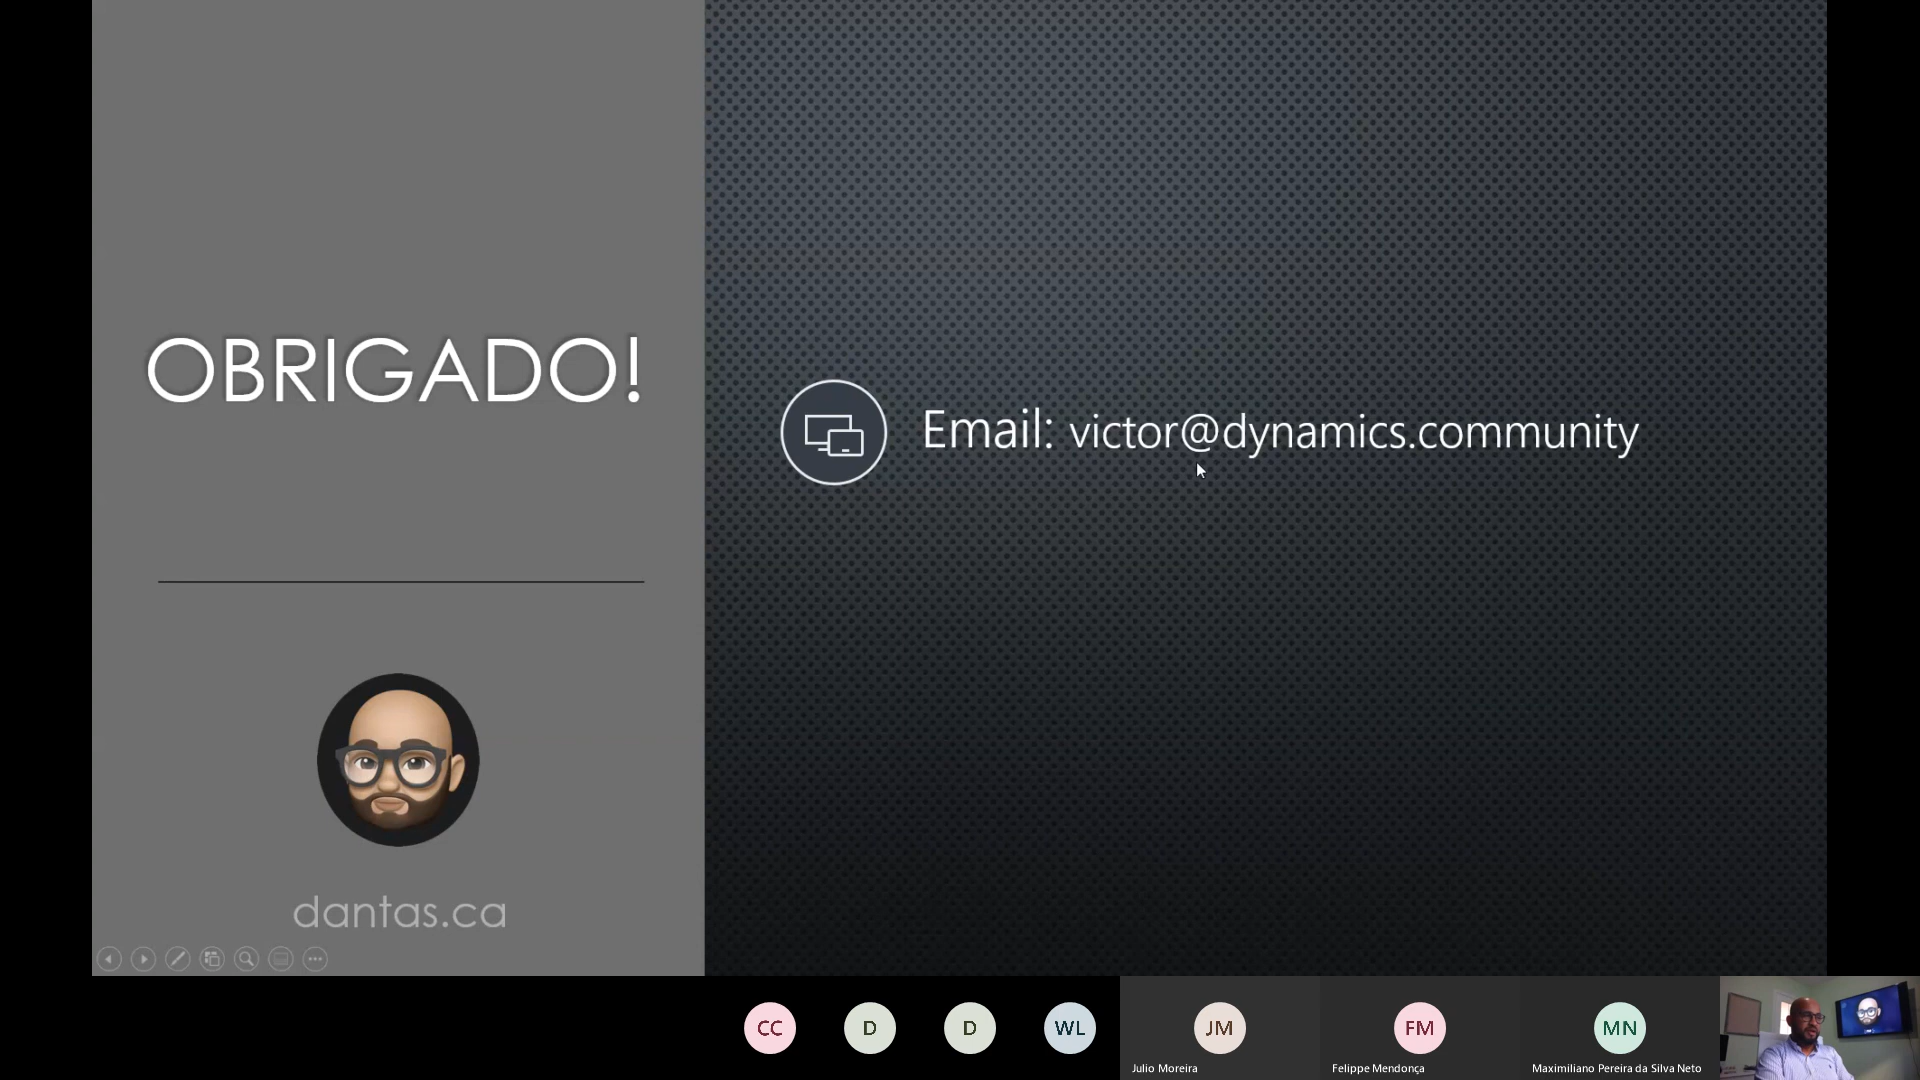 OBRIGADO!
Email: victor@dynamics.community
dantas.ca
CC
D
D
WL
JM
FM
MN
Julio Moreira
Felippe Mendonça
Maximiliano Pereira da Silva Neto